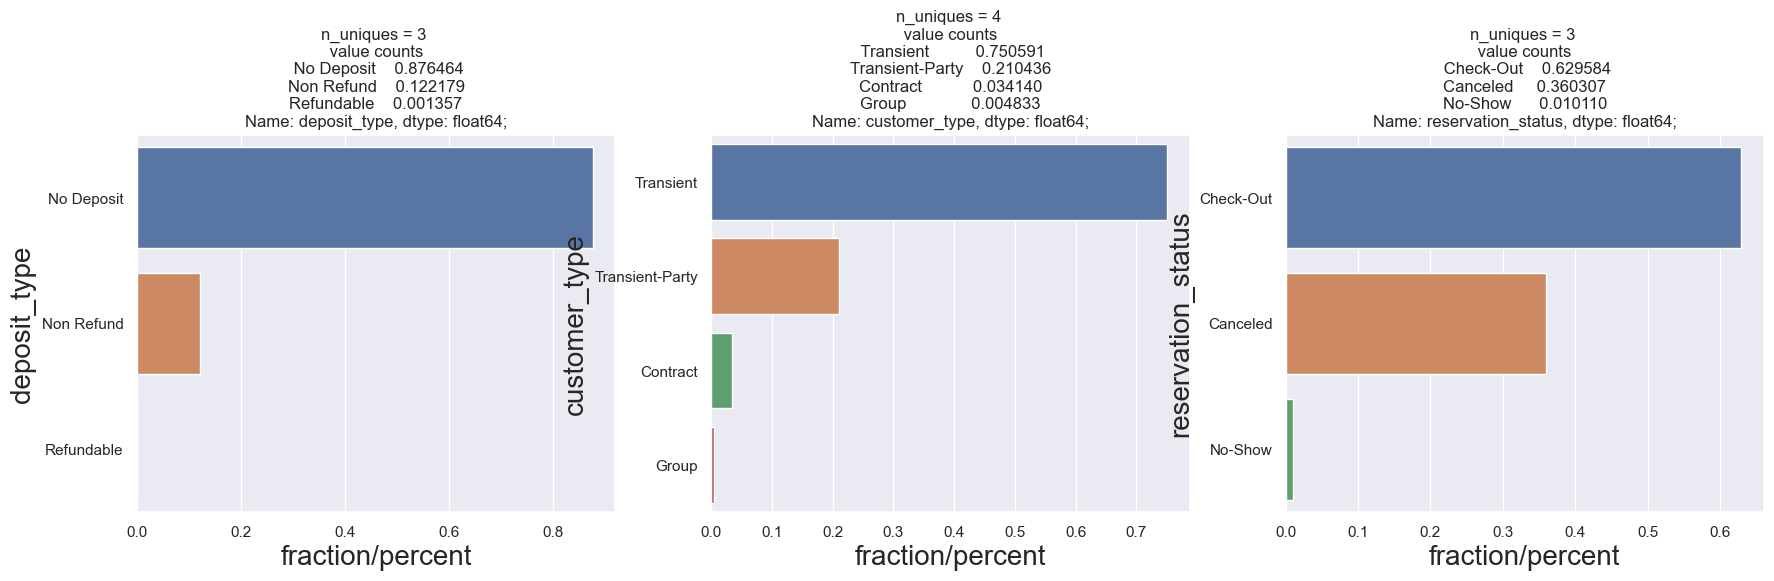 n_uniques = 3
value counts
No Deposit 0.876464
Non Refund 0.122179
Refundable 0.001357
Name: deposit_type, dtype: float64;
deposit_type
No Deposit
Non Refund
Refundable
0.0 0.2 0.4 0.6 0.8
fraction/percent
n_uniques = 4
value counts
Transient 0.750591
Transient-Party 0.210436
Contract 0.034140
Group 0.004833
Name: customer_type, dtype: float64;
customer_type
Transient
Transient-Party
Contract
Group
0.0 0.1 0.2 0.3 0.4 0.5 0.6 0.7
fraction/percent
n_uniques = 3
value counts
Check-Out 0.629584
Canceled 0.360307
No-Show 0.010110
Name: reservation_status, dtype: float64;
reservation_status
Check-Out
Canceled
No-Show
0.0 0.1 0.2 0.3 0.4 0.5 0.6
fraction/percent